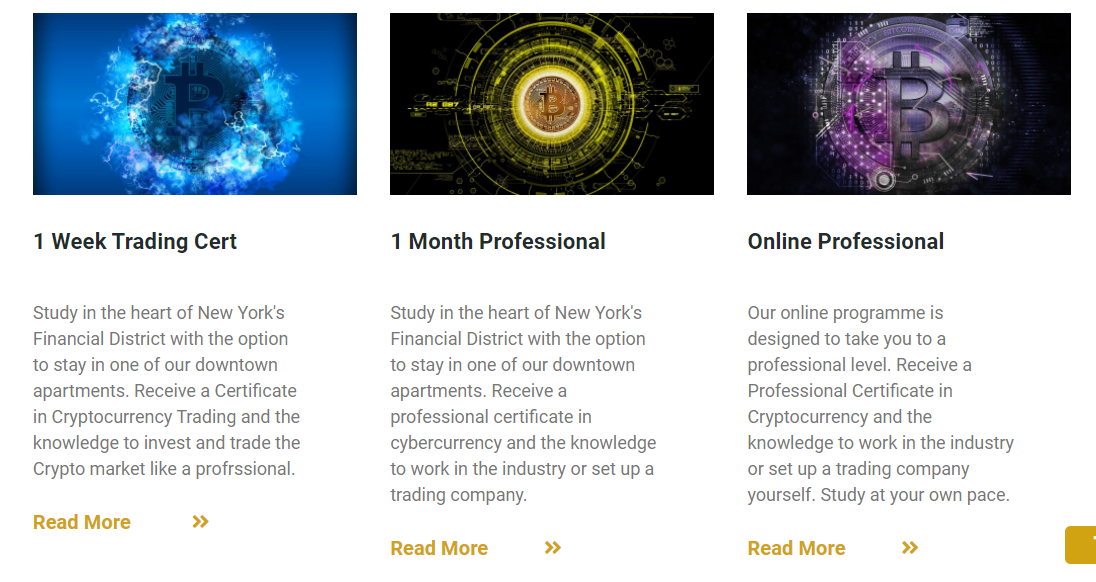 1 Week Trading Cert
Study in the heart of New York's
Financial District with the option
to stay in one of our downtown
apartments. Receive a Certificate
in Cryptocurrency Trading and the
knowledge to invest and trade the
Crypto market like a profrssional.
Read More
1 Month Professional
Study in the heart of New York's
Financial District with the option
to stay in one of our downtown
apartments. Receive a
professional certificate in
cybercurrency and the knowledge
to work in the industry or set up a
trading company.
Read More
Online Professional
Our online programme is
designed to take you to a
professional level. Receive a
Professional Certificate in
Cryptocurrency and the
knowledge to work in the industry
or set up a trading company
yourself. Study at your own pace.
Read More